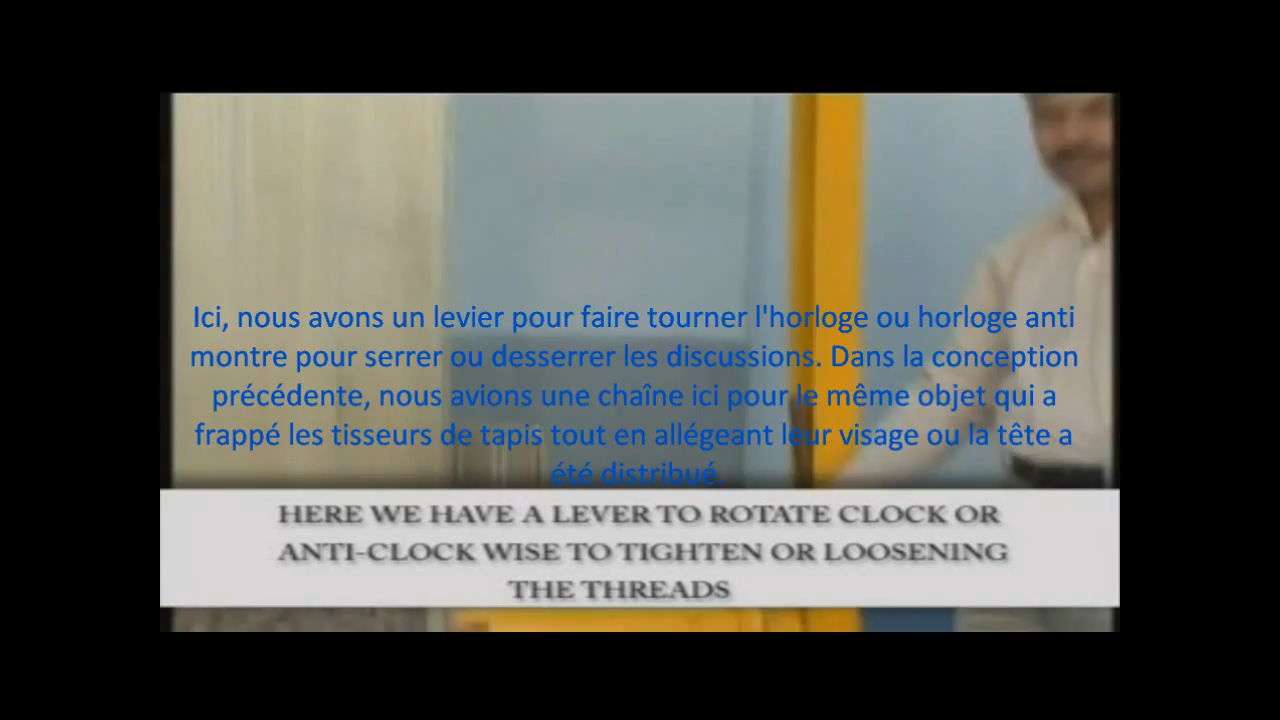 Ici, nous avons un levier pour faire tourner l'horloge ou horloge anti
montre pour serrer ou desserrer les discussions. Dans la conception
précédente, nous avions une chaîne ici pour le même objet qui a
frappé les tisseurs de tapis tout en allégeant leur visage ou la tête a
été distribué.
HERE WE HAVE A LEVER TO ROTATE CLOCK OR
ANTI-CLOCK WISE TO TIGHTEN OR LOOSENING
THE THREADS